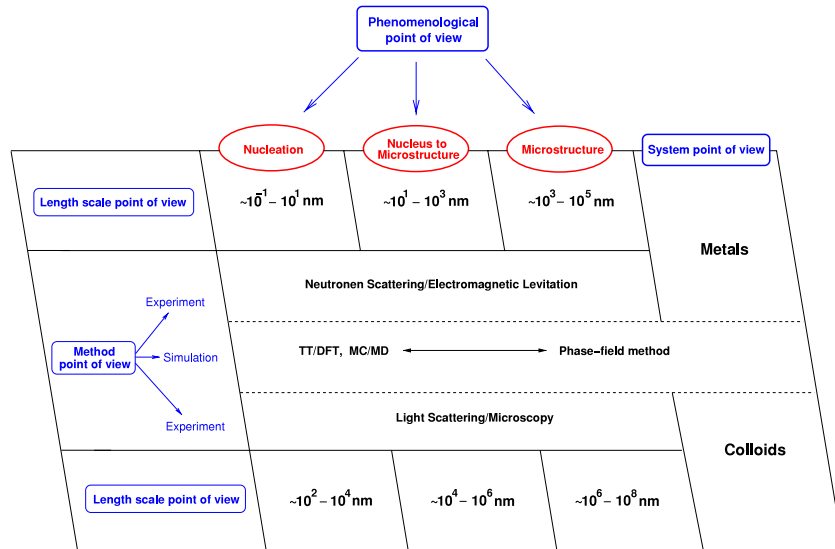 Phenomenological
point of view
Nucleation
Nucleus to
Microstructure
Microstructure
System point of view
Length scale point of view
~10⁻¹ – 10¹ nm
~10¹ – 10³ nm
~10³ – 10⁵ nm
Metals
Neutronen Scattering/Electromagnetic Levitation
Experiment
Method
point of view
Simulation
TT/DFT, MC/MD
Phase–field method
Experiment
Light Scattering/Microscopy
Colloids
Length scale point of view
~10² – 10⁴ nm
~10⁴ – 10⁶ nm
~10⁶ – 10⁸ nm